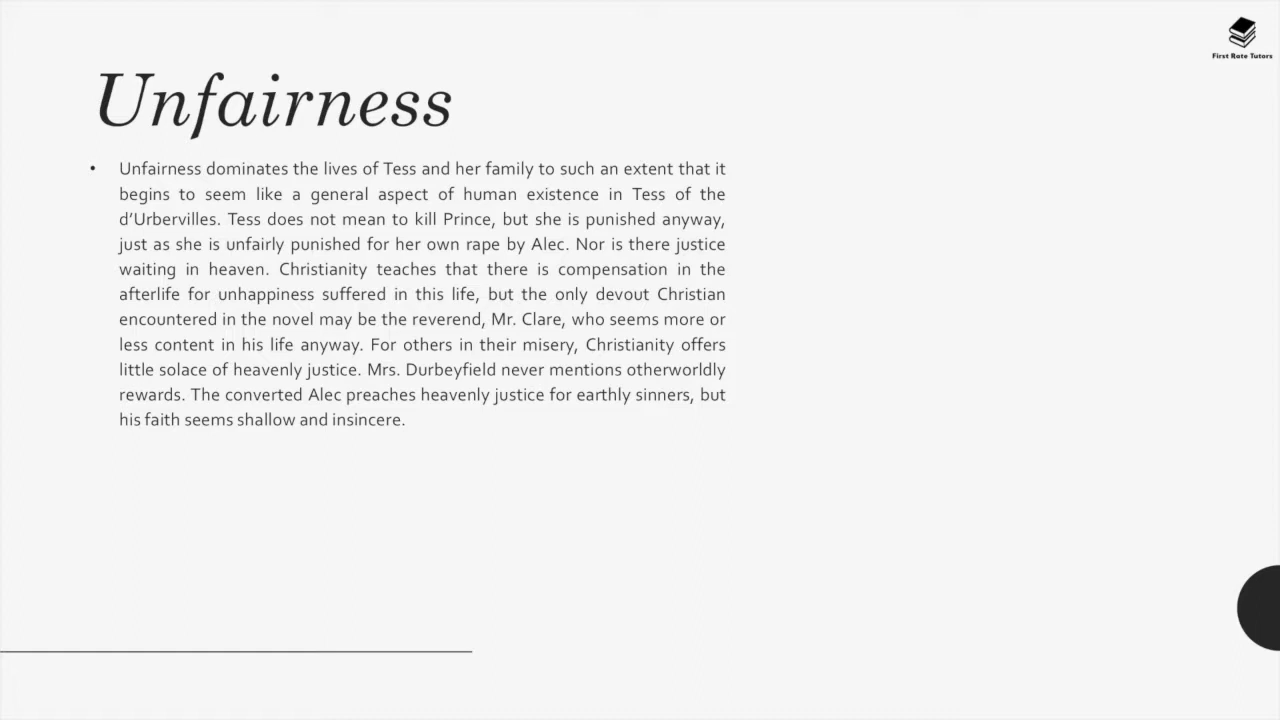 First Rate Tutors
Unfairness
• Unfairness dominates the lives of Tess and her family to such an extent that it
begins to seem like a general aspect of human existence in Tess of the
d’Urbervilles. Tess does not mean to kill Prince, but she is punished anyway,
just as she is unfairly punished for her own rape by Alec. Nor is there justice
waiting in heaven. Christianity teaches that there is compensation in the
afterlife for unhappiness suffered in this life, but the only devout Christian
encountered in the novel may be the reverend, Mr. Clare, who seems more or
less content in his life anyway. For others in their misery, Christianity offers
little solace of heavenly justice. Mrs. Durbeyfield never mentions otherworldly
rewards. The converted Alec preaches heavenly justice for earthly sinners, but
his faith seems shallow and insincere.